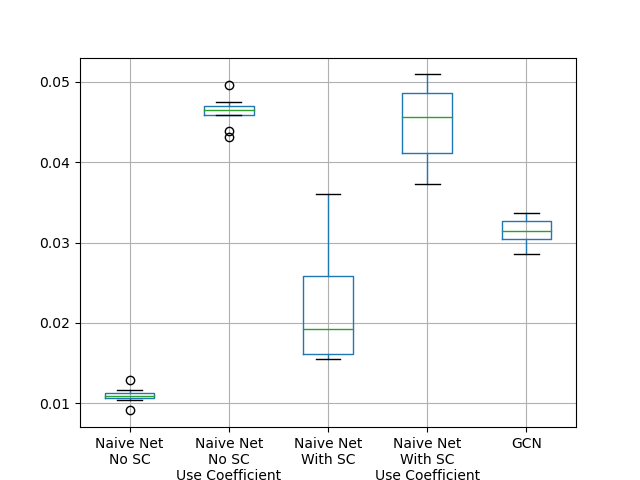 0.05
0.04
0.03
0.02
0.01
Naive Net
No SC
Naive Net
No SC
Use Coefficient
Naive Net
With SC
Naive Net
With SC
Use Coefficient
GCN